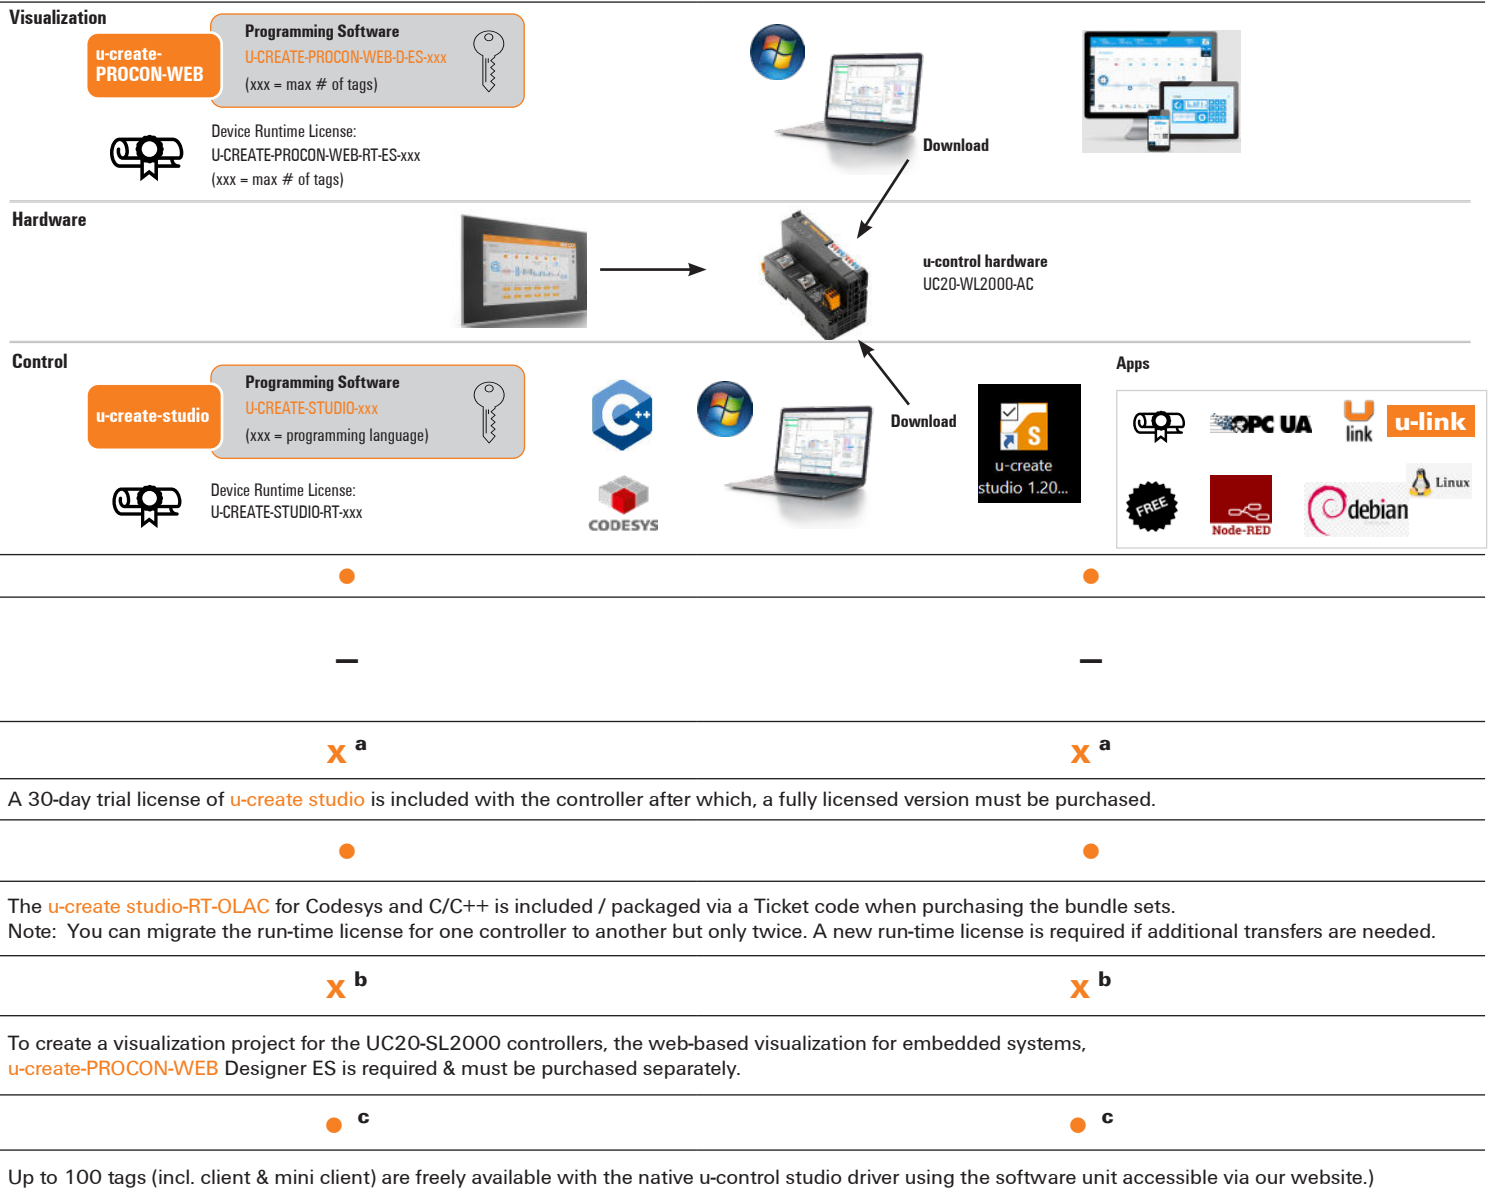 Visualization
u-create-
PROCON-WEB
Programming Software
U-CREATE-PROCON-WEB-D-ES-xxx
(xxx = max # of tags)
Device Runtime License:
U-CREATE-PROCON-WEB-RT-ES-xxx
(xxx = max # of tags)
Download
Hardware
u-control hardware
UC20-WL2000-AC
Control
u-create-studio
Programming Software
U-CREATE-STUDIO-xxx
(xxx = programming language)
Device Runtime License:
U-CREATE-STUDIO-RT-xxx
C++
CODESYS
Download
S
u-create
studio 1.20...
Apps
OPC UA
link
u-link
FREE
Node-RED
debian
Linux
–
–
x a
x a
A 30-day trial license of u-create studio is included with the controller after which, a fully licensed version must be purchased.
The u-create studio-RT-OLAC for Codesys and C/C++ is included / packaged via a Ticket code when purchasing the bundle sets.
Note: You can migrate the run-time license for one controller to another but only twice. A new run-time license is required if additional transfers are needed.
x b
x b
To create a visualization project for the UC20-SL2000 controllers, the web-based visualization for embedded systems,
u-create-PROCON-WEB Designer ES is required & must be purchased separately.
● c
● c
Up to 100 tags (incl. client & mini client) are freely available with the native u-control studio driver using the software unit accessible via our website.)